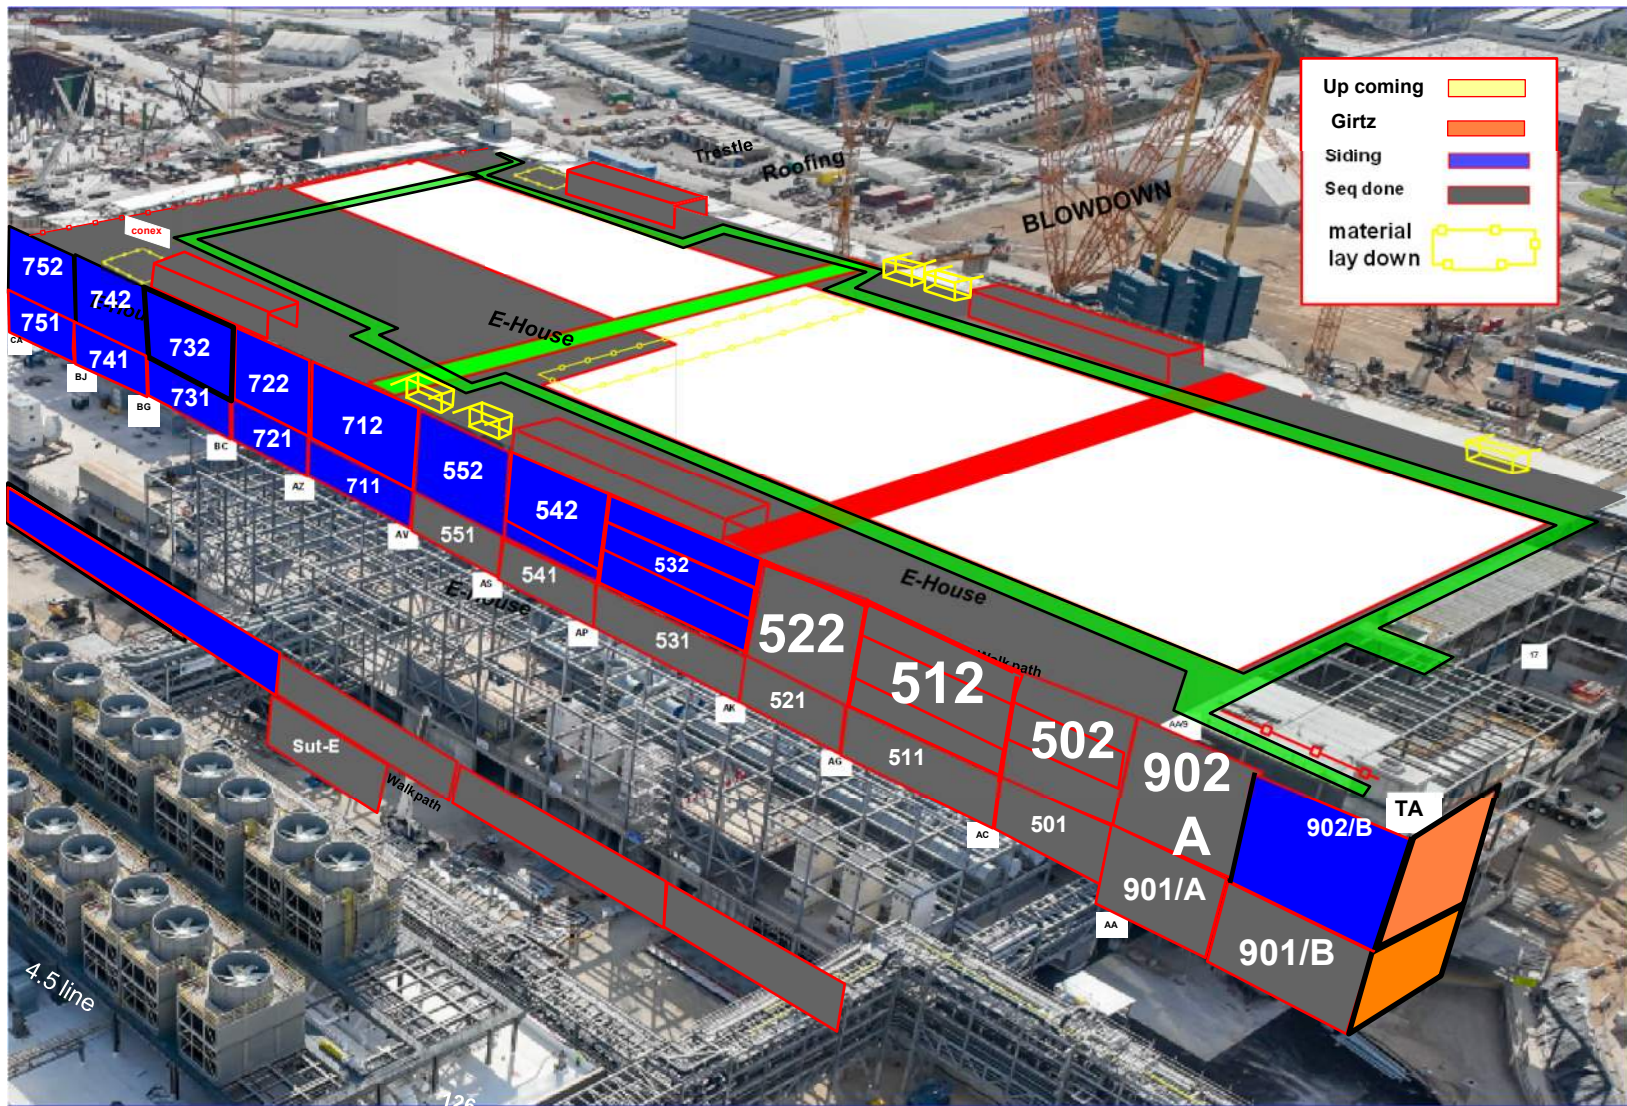 Up coming
Girtz
Siding
Seq done
material
lay down
Trestle
Roofing
BLOWDOWN
conex
E-House
752
742
732
722
712
552
542
532
522
512
502
902
A
902/B
751
741
731
721
711
551
541
531
521
511
501
901/A
901/B
E-House
E-House
Walkpath
CA
BJ
BG
BC
AZ
AV
AS
AP
AK
AG
AC
AA
17
TA
Sut-E
Walkpath
4.5 line
126